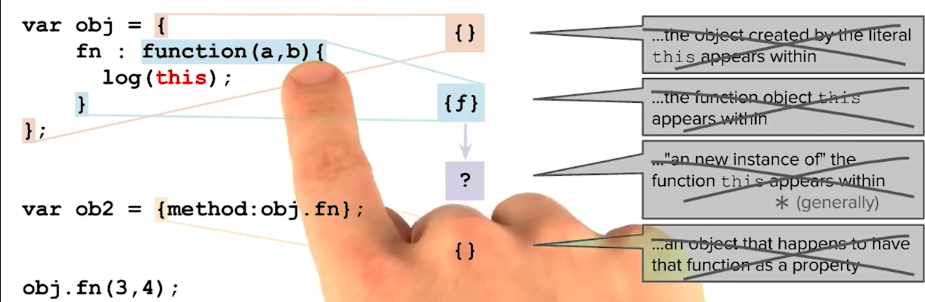 var obj = {
fn : function(a,b){
log(this);
}
};
var ob2 = {method:obj.fn};
obj.fn(3,4);
{}
{f}
?
{}
...the object created by the literal
this appears within
...the function object this
appears within
..."an new instance of" the
function this appears within
* (generally)
...an object that happens to have
that function as a property